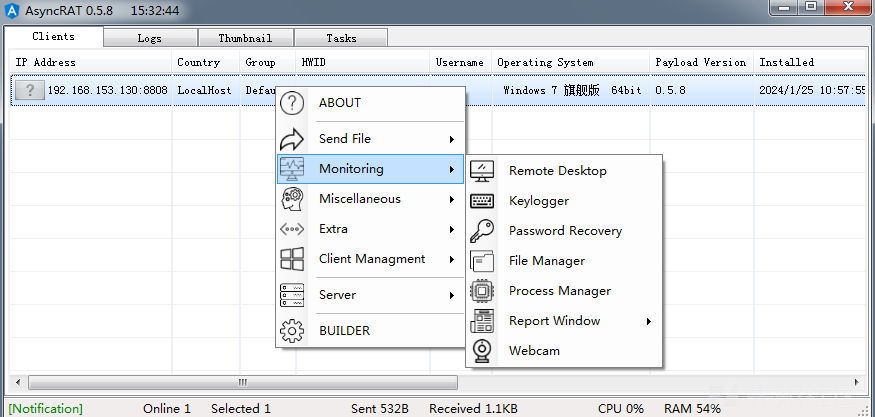 AsyncRAT 0.5.8 15:32:44
Clients Logs Thumbnail Tasks
IP Address Country Group HWID Username Operating System Payload Version Installed
? 192.168.153.130:8808 LocalHost Defau Windows 7 旗舰版 64bit 0.5.8 2024/1/25 10:57:55
? ABOUT
Send File
Monitoring
Miscellaneous
Extra
Client Managment
Server
BUILDER
Remote Desktop
Keylogger
Password Recovery
File Manager
Process Manager
Report Window
Webcam
[Notification] Online 1 Selected 1 Sent 532B Received 1.1KB CPU 0% RAM 54%